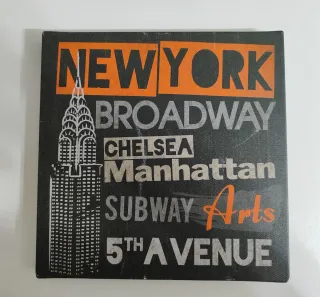 NEW YORK
BROADWAY
CHELSEA
Manhattan
SUBWAY Arts
5TH AVENUE